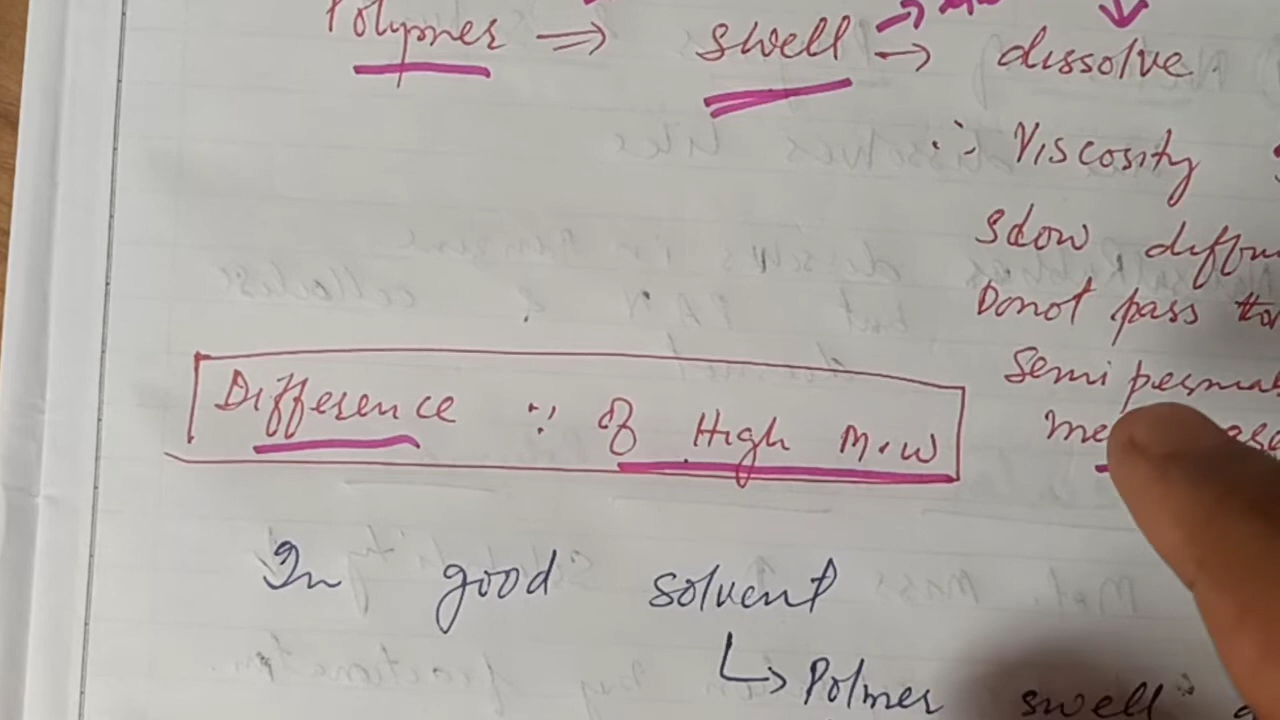 Polymer ⇒ swell → dissolve
∴ Viscosity
Slow
Donot pass
Semi
Difference ∵ of High M.W
In good solvent
↳ Polmer swell